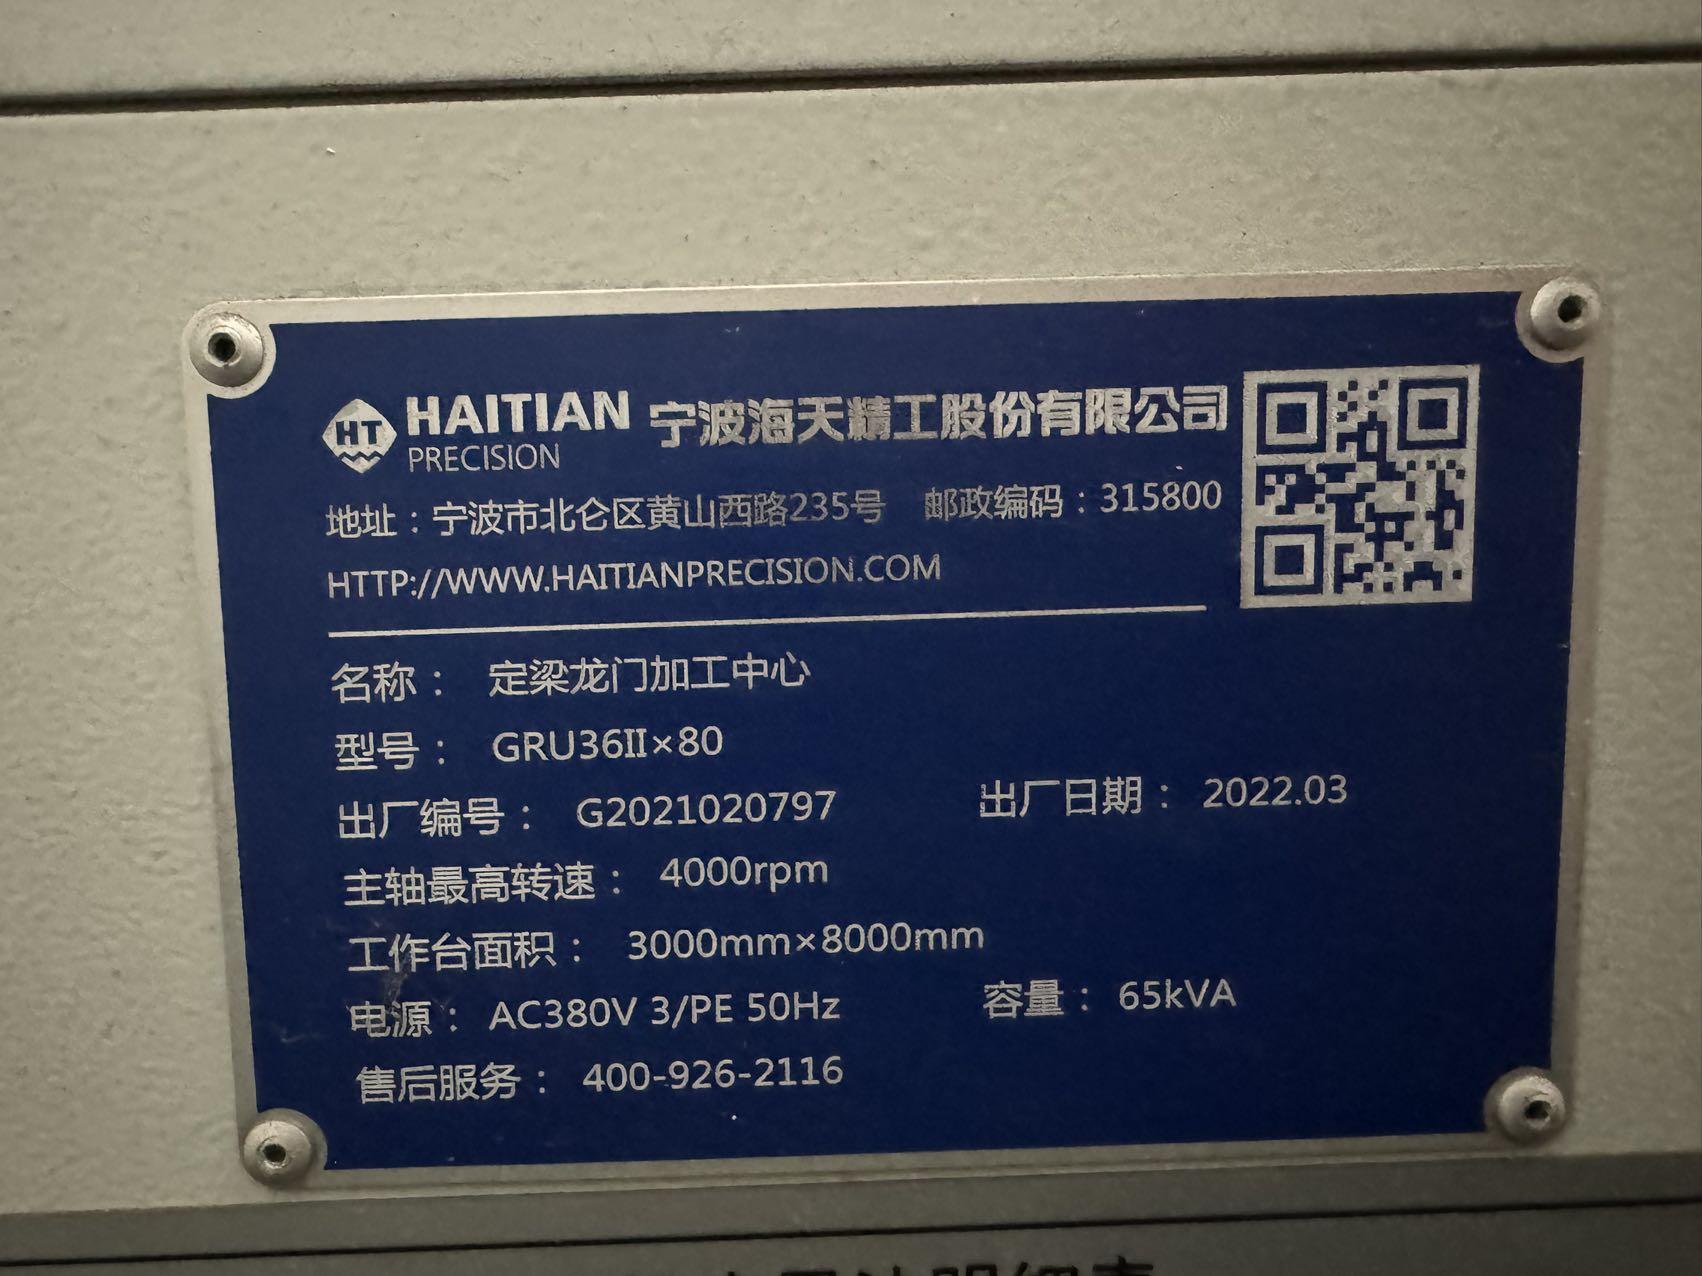 HT HAITIAN PRECISION 宁波海天精工股份有限公司
地址：宁波市北仑区黄山西路235号 邮政编码：315800
HTTP://WWW.HAITIANPRECISION.COM
名称： 定梁龙门加工中心
型号： GRU36II×80
出厂编号： G2021020797 出厂日期： 2022.03
主轴最高转速： 4000rpm
工作台面积： 3000mm×8000mm
电源： AC380V 3/PE 50Hz 容量： 65kVA
售后服务： 400-926-2116